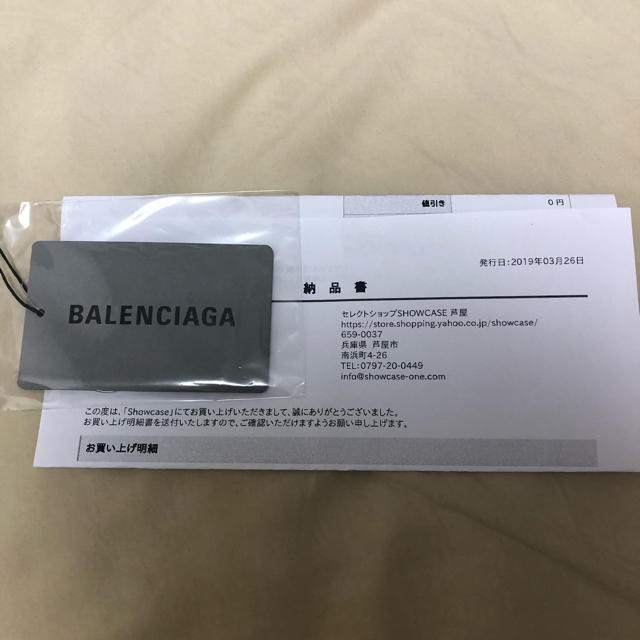 値引き 0 円
発行日:2019年03月26日
納 品 書
BALENCIAGA
セレクトショップSHOWCASE 芦屋
https://store.shopping.yahoo.co.jp/showcase/
659-0037
兵庫県 芦屋市
南浜町4-26
TEL:0797-20-0449
info@showcase-one.com
この度は、「Showcase」にてお買い上げいただきまして、誠にありがとうございました。
お買い上げ明細書を送付いたしますので、ご確認いただけますようお願い申し上げます。
お買い上げ明細